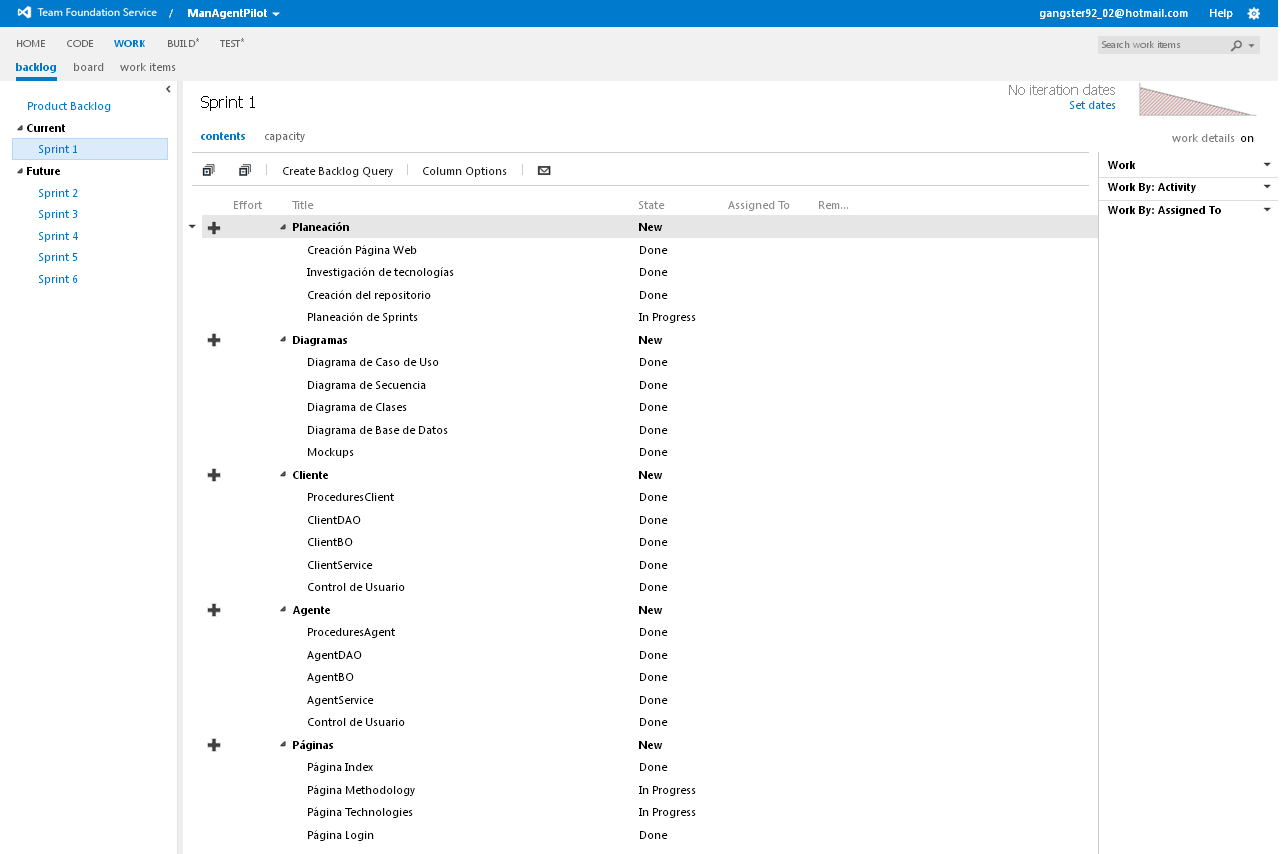 Team Foundation Service / ManAgentPilot
gangster92_02@hotmail.com Help
HOME CODE WORK BUILD* TEST*
Search work items
backlog board work items
Product Backlog
Current
Sprint 1
Future
Sprint 2
Sprint 3
Sprint 4
Sprint 5
Sprint 6
Sprint 1
No iteration dates
Set dates
contents capacity
work details on
Create Backlog Query Column Options
Effort Title State Assigned To Rem...
Planeación New
Creación Página Web Done
Investigación de tecnologías Done
Creación del repositorio Done
Planeación de Sprints In Progress
Diagramas New
Diagrama de Caso de Uso Done
Diagrama de Secuencia Done
Diagrama de Clases Done
Diagrama de Base de Datos Done
Mockups Done
Cliente New
ProceduresClient Done
ClientDAO Done
ClientBO Done
ClientService Done
Control de Usuario Done
Agente New
ProceduresAgent Done
AgentDAO Done
AgentBO Done
AgentService Done
Control de Usuario Done
Páginas New
Página Index Done
Página Methodology In Progress
Página Technologies In Progress
Página Login Done
Work
Work By: Activity
Work By: Assigned To